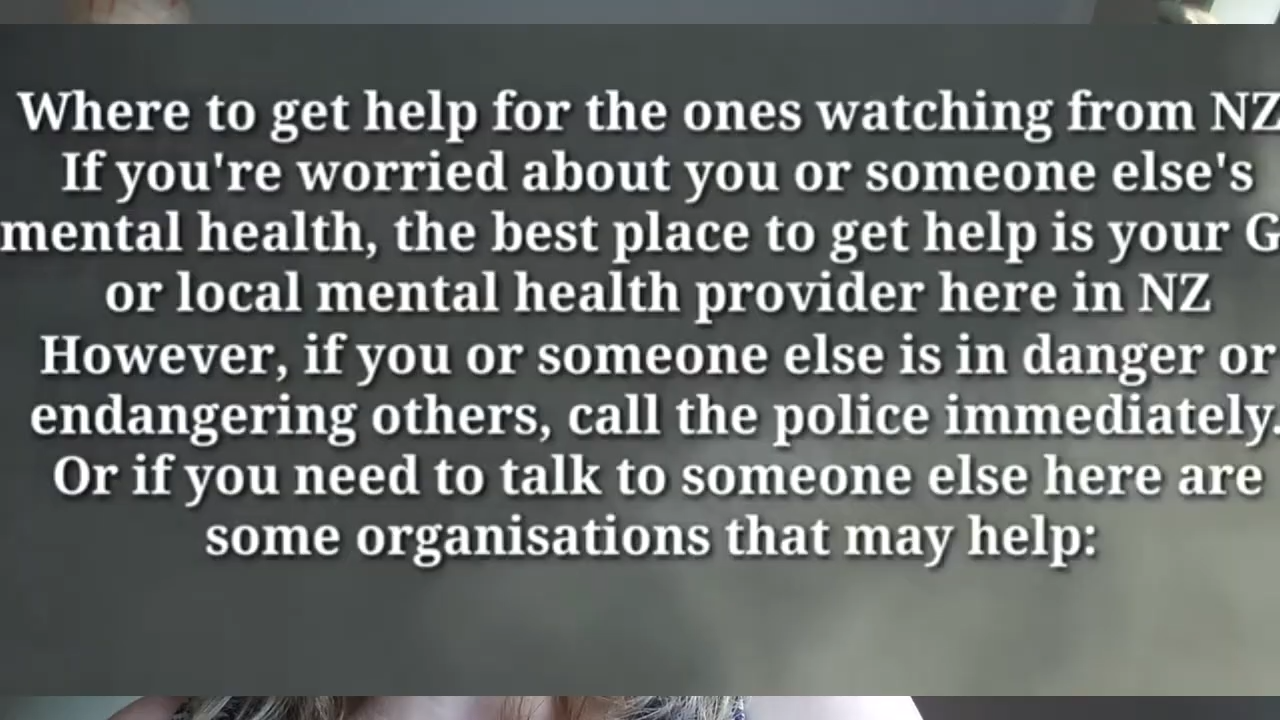 Where to get help for the ones watching from NZ
If you're worried about you or someone else's
mental health, the best place to get help is your G
or local mental health provider here in NZ
However, if you or someone else is in danger or
endangering others, call the police immediately.
Or if you need to talk to someone else here are
some organisations that may help: